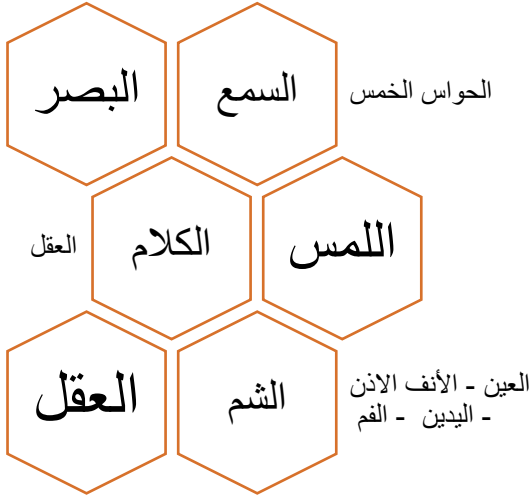 الحواس الخمس
السمع
البصر
اللمس
الكلام
العقل
العين - الأنف الاذن
- اليدين - الفم
الشم
العقل